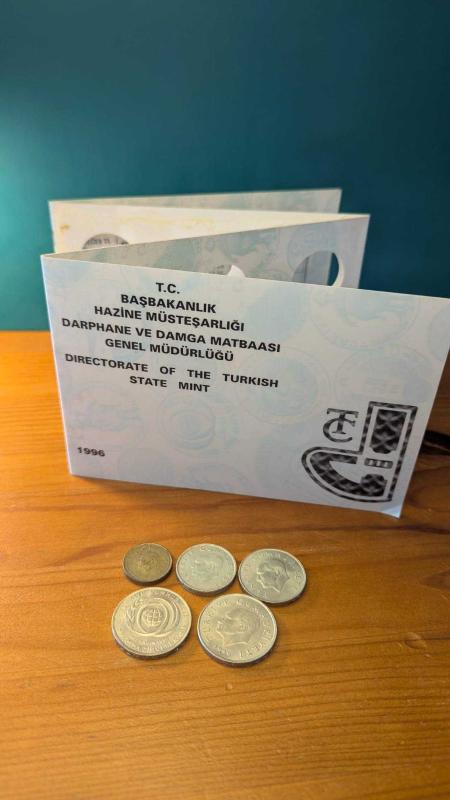 T.C.
BAŞBAKANLIK
HAZİNE MÜSTEŞARLIĞI
DARPHANE VE DAMGA MATBAASI
GENEL MÜDÜRLÜĞÜ
DIRECTORATE OF THE TURKISH
STATE MINT
TC
1996